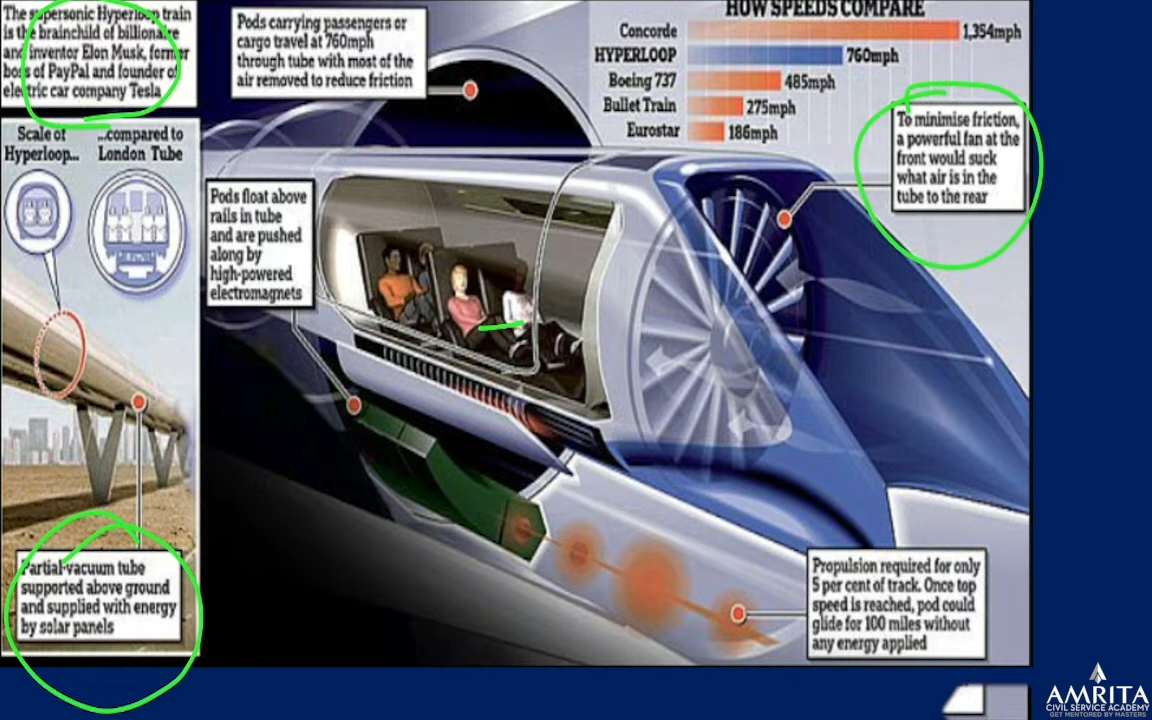 The supersonic Hyperloop train
is the brainchild of billionaire
and inventor Elon Musk, former
boss of PayPal and founder of
electric car company Tesla
Pods carrying passengers or
cargo travel at 760mph
through tube with most of the
air removed to reduce friction
HOW SPEEDS COMPARE
Concorde 1,354mph
HYPERLOOP 760mph
Boeing 737 485mph
Bullet Train 275mph
Eurostar 186mph
To minimise friction,
a powerful fan at the
front would suck
what air is in the
tube to the rear
Scale of
Hyperloop...
...compared to
London Tube
Pods float above
rails in tube
and are pushed
along by
high-powered
electromagnets
Partial-vacuum tube
supported above ground
and supplied with energy
by solar panels
Propulsion required for only
5 per cent of track. Once top
speed is reached, pod could
glide for 100 miles without
any energy applied
AMRITA
CIVIL SERVICE ACADEMY
GET MENTORED BY MASTERS